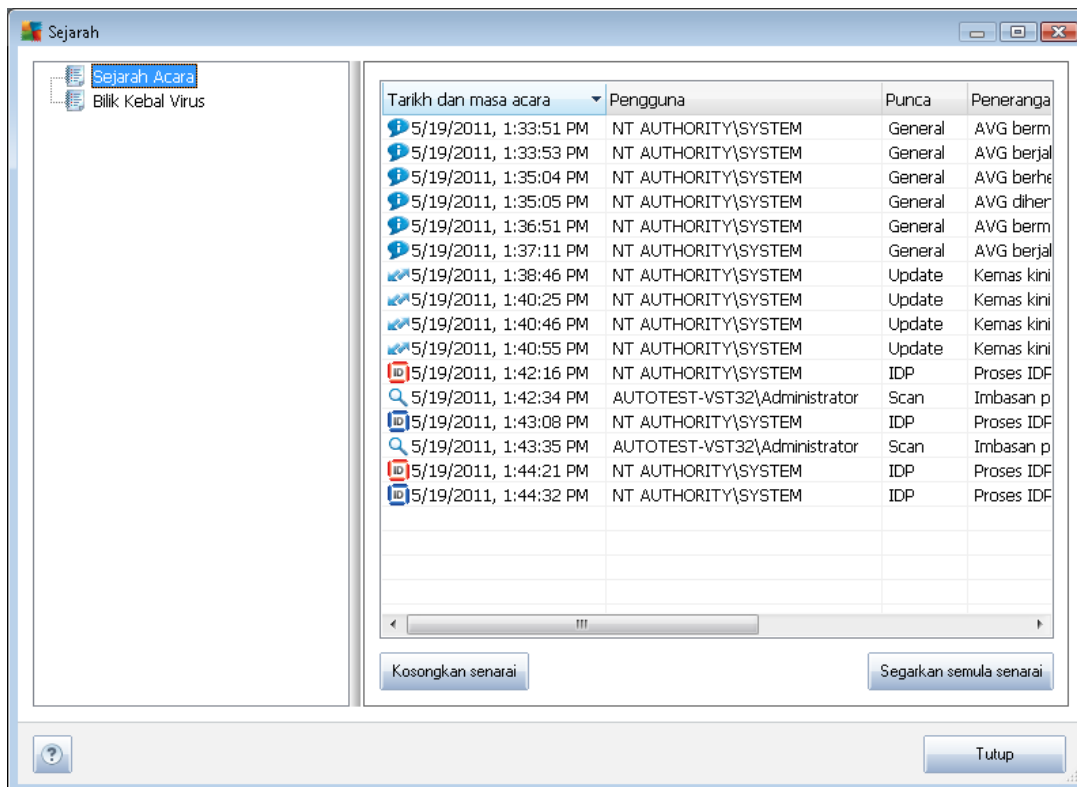 Sejarah
Sejarah Acara
Bilik Kebal Virus
Tarikh dan masa acara Pengguna Punca Peneranga
5/19/2011, 1:33:51 PM NT AUTHORITY\SYSTEM General AVG berm
5/19/2011, 1:33:53 PM NT AUTHORITY\SYSTEM General AVG berjal
5/19/2011, 1:35:04 PM NT AUTHORITY\SYSTEM General AVG berhe
5/19/2011, 1:35:05 PM NT AUTHORITY\SYSTEM General AVG diher
5/19/2011, 1:36:51 PM NT AUTHORITY\SYSTEM General AVG berm
5/19/2011, 1:37:11 PM NT AUTHORITY\SYSTEM General AVG berjal
5/19/2011, 1:38:46 PM NT AUTHORITY\SYSTEM Update Kemas kini
5/19/2011, 1:40:25 PM NT AUTHORITY\SYSTEM Update Kemas kini
5/19/2011, 1:40:46 PM NT AUTHORITY\SYSTEM Update Kemas kini
5/19/2011, 1:40:55 PM NT AUTHORITY\SYSTEM Update Kemas kini
ID 5/19/2011, 1:42:16 PM NT AUTHORITY\SYSTEM IDP Proses IDP
5/19/2011, 1:42:34 PM AUTOTEST-VST32\Administrator Scan Imbasan p
ID 5/19/2011, 1:43:08 PM NT AUTHORITY\SYSTEM IDP Proses IDP
5/19/2011, 1:43:35 PM AUTOTEST-VST32\Administrator Scan Imbasan p
ID 5/19/2011, 1:44:21 PM NT AUTHORITY\SYSTEM IDP Proses IDP
ID 5/19/2011, 1:44:32 PM NT AUTHORITY\SYSTEM IDP Proses IDP
Kosongkan senarai Segarkan semula senarai
? Tutup